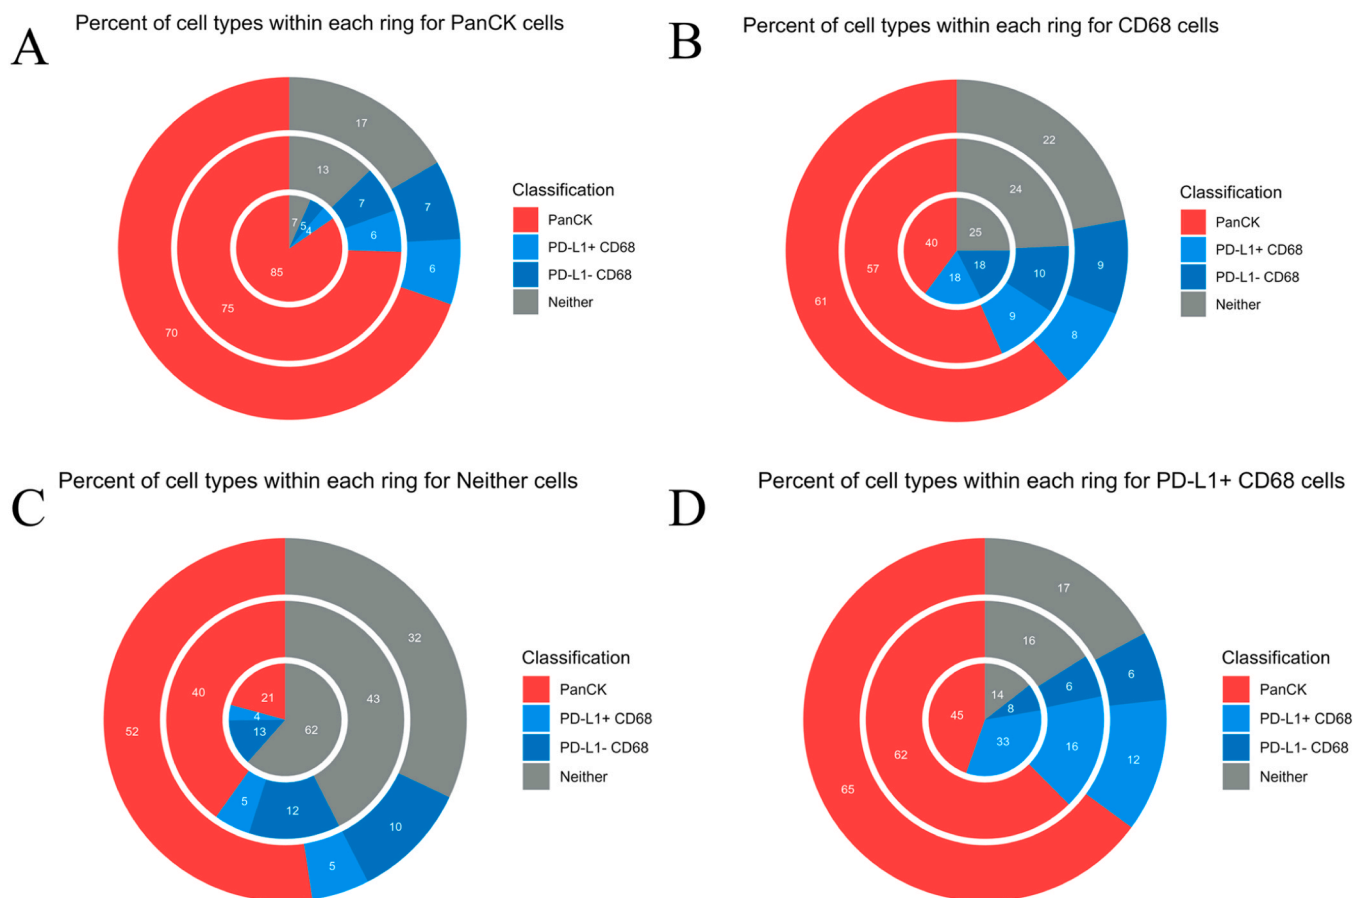 A
Percent of cell types within each ring for PanCK cells
17
13
7
7
7
5
4
6
6
85
75
70
Classification
PanCK
PD-L1+ CD68
PD-L1- CD68
Neither
B
Percent of cell types within each ring for CD68 cells
22
24
25
40
57
61
18
18
10
9
9
8
Classification
PanCK
PD-L1+ CD68
PD-L1- CD68
Neither
C
Percent of cell types within each ring for Neither cells
32
43
62
21
40
52
4
13
5
12
10
5
Classification
PanCK
PD-L1+ CD68
PD-L1- CD68
Neither
D
Percent of cell types within each ring for PD-L1+ CD68 cells
17
16
14
6
6
8
45
33
16
12
62
65
Classification
PanCK
PD-L1+ CD68
PD-L1- CD68
Neither